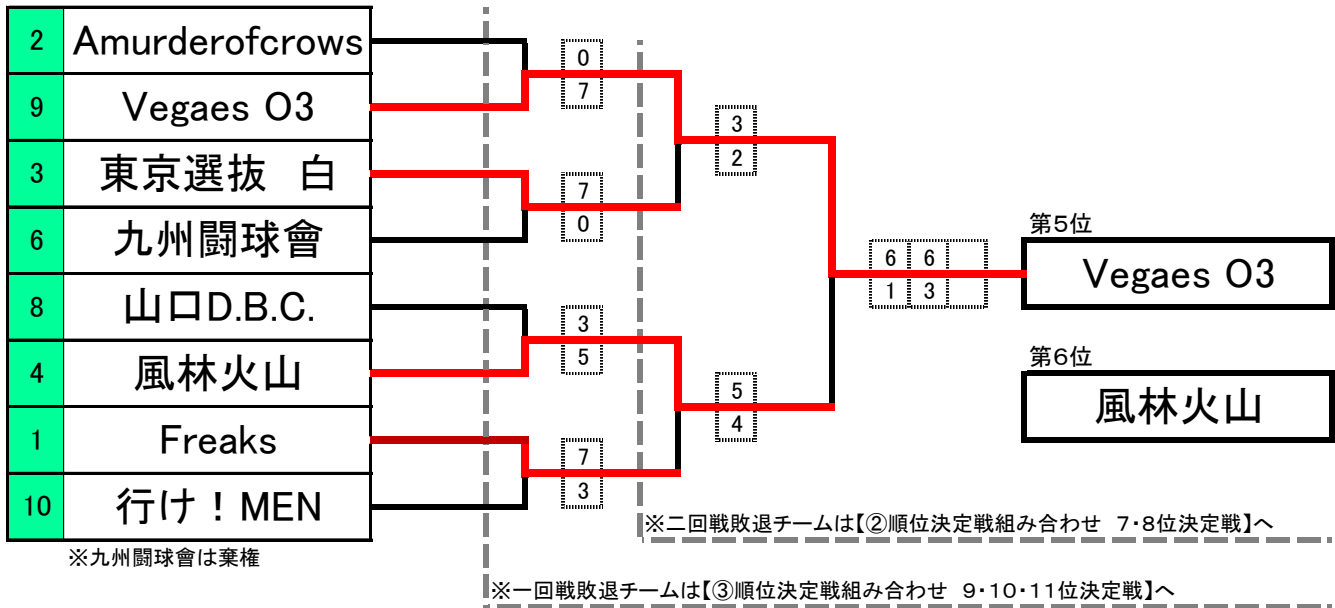 2 Amurderofcrows
9 Vegaes O3
3 東京選抜　白
6 九州闘球會
8 山口D.B.C.
4 風林火山
1 Freaks
10 行け！MEN
※九州闘球會は棄権
0
7
7
0
3
5
7
3
3
2
5
4
6 6
1 3
第5位
Vegaes O3
第6位
風林火山
※二回戦敗退チームは【②順位決定戦組み合わせ　7・8位決定戦】へ
※一回戦敗退チームは【③順位決定戦組み合わせ　9・10・11位決定戦】へ